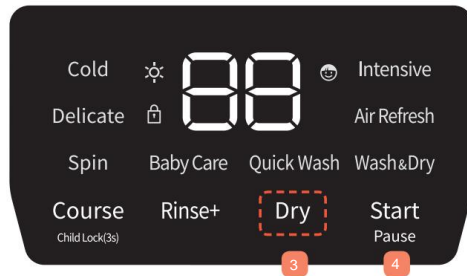 Cold 88 Intensive
Delicate Air Refresh
Spin Baby Care Quick Wash Wash&Dry
Course Rinse+ Dry Start
Child Lock(3s) Pause
3 4